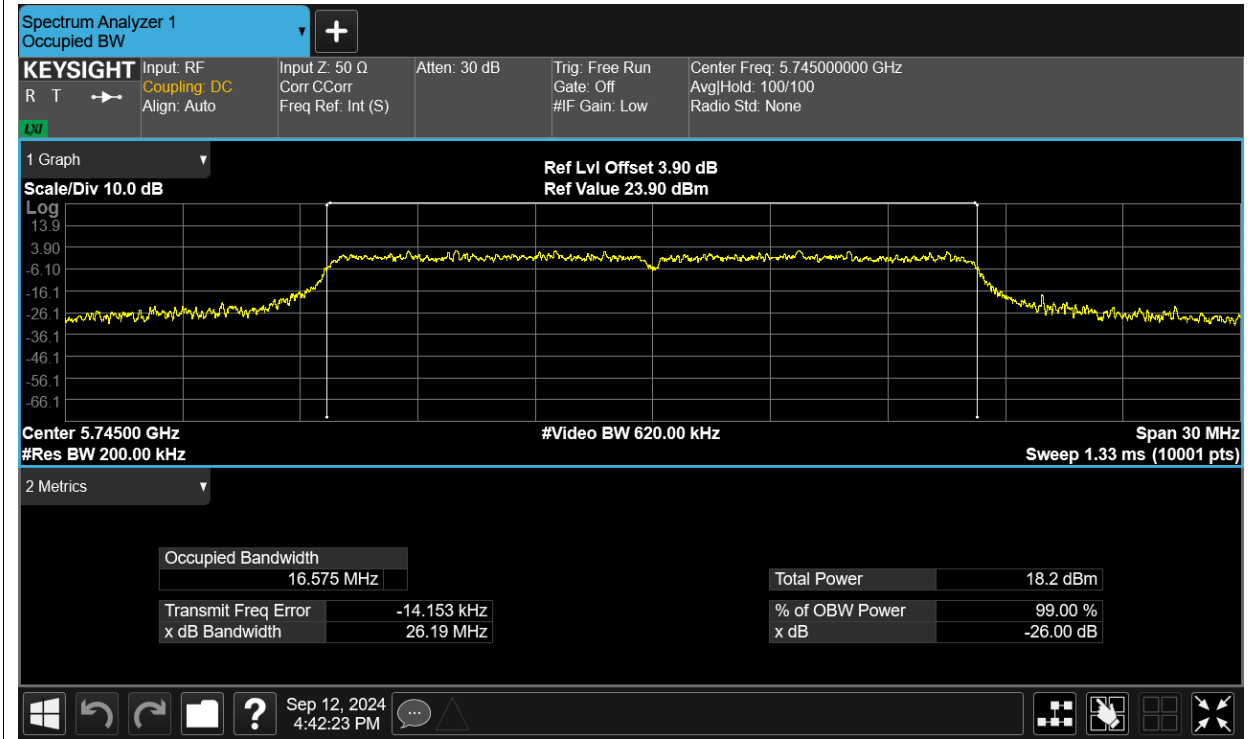 Spectrum Analyzer 1
Occupied BW
KEYSIGHT
R T
LXI
Input: RF
Coupling: DC
Align: Auto
Input Z: 50 Ω
Corr CCorr
Freq Ref: Int (S)
Atten: 30 dB
Trig: Free Run
Gate: Off
#IF Gain: Low
Center Freq: 5.745000000 GHz
Avg|Hold: 100/100
Radio Std: None
1 Graph
Scale/Div 10.0 dB
Ref Lvl Offset 3.90 dB
Ref Value 23.90 dBm
Log
13.9
3.90
-6.10
-16.1
-26.1
-36.1
-46.1
-56.1
-66.1
Center 5.74500 GHz
#Video BW 620.00 kHz
Span 30 MHz
#Res BW 200.00 kHz
Sweep 1.33 ms (10001 pts)
2 Metrics
Occupied Bandwidth
16.575 MHz
Total Power 18.2 dBm
Transmit Freq Error -14.153 kHz
% of OBW Power 99.00 %
x dB Bandwidth 26.19 MHz
x dB -26.00 dB
?
Sep 12, 2024
4:42:23 PM